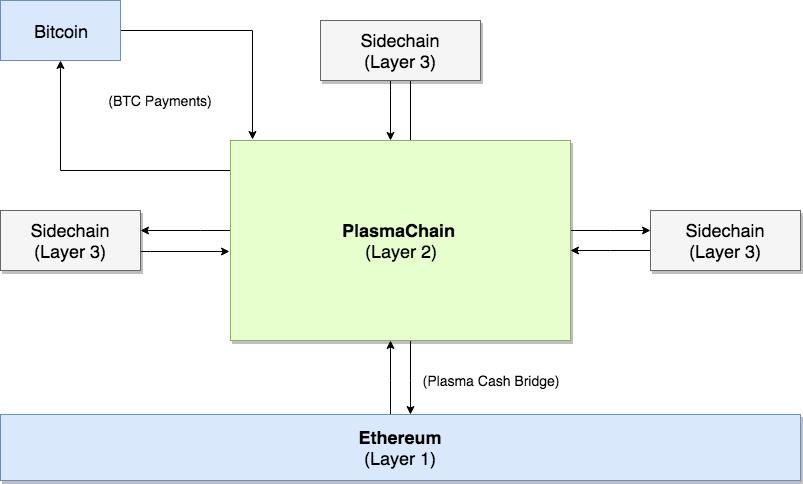 Bitcoin
Sidechain
(Layer 3)
(BTC Payments)
Sidechain
(Layer 3)
PlasmaChain
(Layer 2)
Sidechain
(Layer 3)
(Plasma Cash Bridge)
Ethereum
(Layer 1)